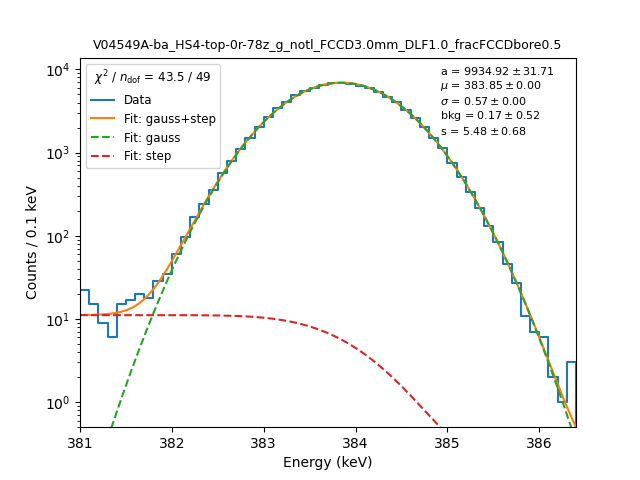 V04549A-ba_HS4-top-0r-78z_g_notl_FCCD3.0mm_DLF1.0_fracFCCDbore0.5
χ² / n_dof = 43.5 / 49
Data
Fit: gauss+step
Fit: gauss
Fit: step
a = 9934.92 ± 31.71
μ = 383.85 ± 0.00
σ = 0.57 ± 0.00
bkg = 0.17 ± 0.52
s = 5.48 ± 0.68
Counts / 0.1 keV
10⁴
10³
10²
10¹
10⁰
381 382 383 384 385 386
Energy (keV)